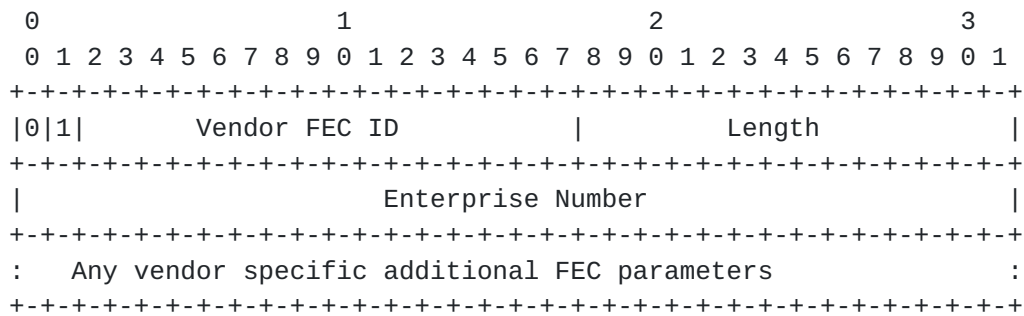 0                   1                   2                   3
 0 1 2 3 4 5 6 7 8 9 0 1 2 3 4 5 6 7 8 9 0 1 2 3 4 5 6 7 8 9 0 1
+-+-+-+-+-+-+-+-+-+-+-+-+-+-+-+-+-+-+-+-+-+-+-+-+-+-+-+-+-+-+-+-+
|0|1|       Vendor FEC ID           |         Length            |
+-+-+-+-+-+-+-+-+-+-+-+-+-+-+-+-+-+-+-+-+-+-+-+-+-+-+-+-+-+-+-+-+
|                       Enterprise Number                       |
+-+-+-+-+-+-+-+-+-+-+-+-+-+-+-+-+-+-+-+-+-+-+-+-+-+-+-+-+-+-+-+-+
:   Any vendor specific additional FEC parameters               :
+-+-+-+-+-+-+-+-+-+-+-+-+-+-+-+-+-+-+-+-+-+-+-+-+-+-+-+-+-+-+-+-+